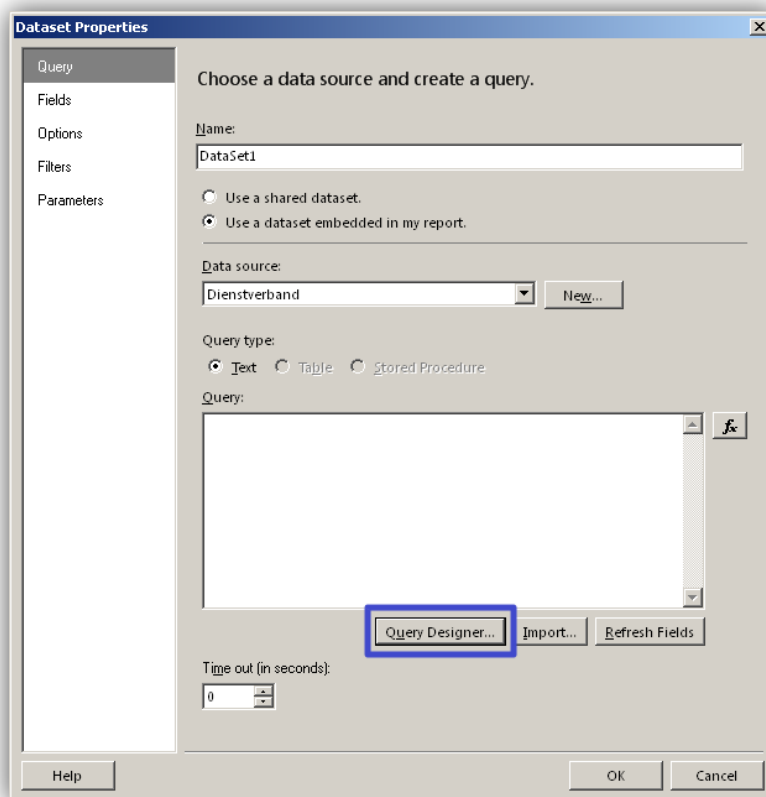 Dataset Properties
Query
Fields
Options
Filters
Parameters
Choose a data source and create a query.
Name:
DataSet1
Use a shared dataset.
Use a dataset embedded in my report.
Data source:
Dienstverband
New...
Query type:
Text Table Stored Procedure
Query:
fx
Query Designer... Import... Refresh Fields
Time out (in seconds):
0
Help OK Cancel